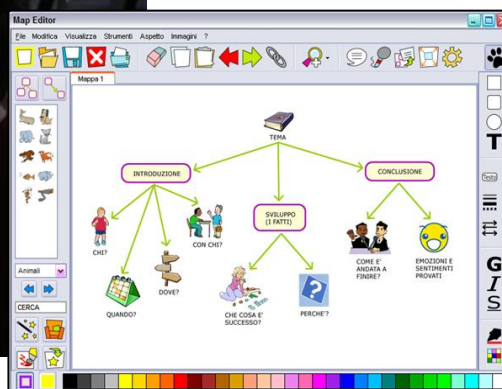 Map Editor
File Modifica Visualizza Strumenti Aspetto Immagini ?
Mappa 1
TEMA
INTRODUZIONE
CONCLUSIONE
SVILUPPO
(I FATTI)
CHI?
CON CHI?
DOVE?
QUANDO?
COME E'
ANDATA A
FINIRE?
EMOZIONI E
SENTIMENTI
PROVATI
CHE COSA E'
SUCCESSO?
PERCHE'?
Animali
CERCA
T
Testo
G
I
S